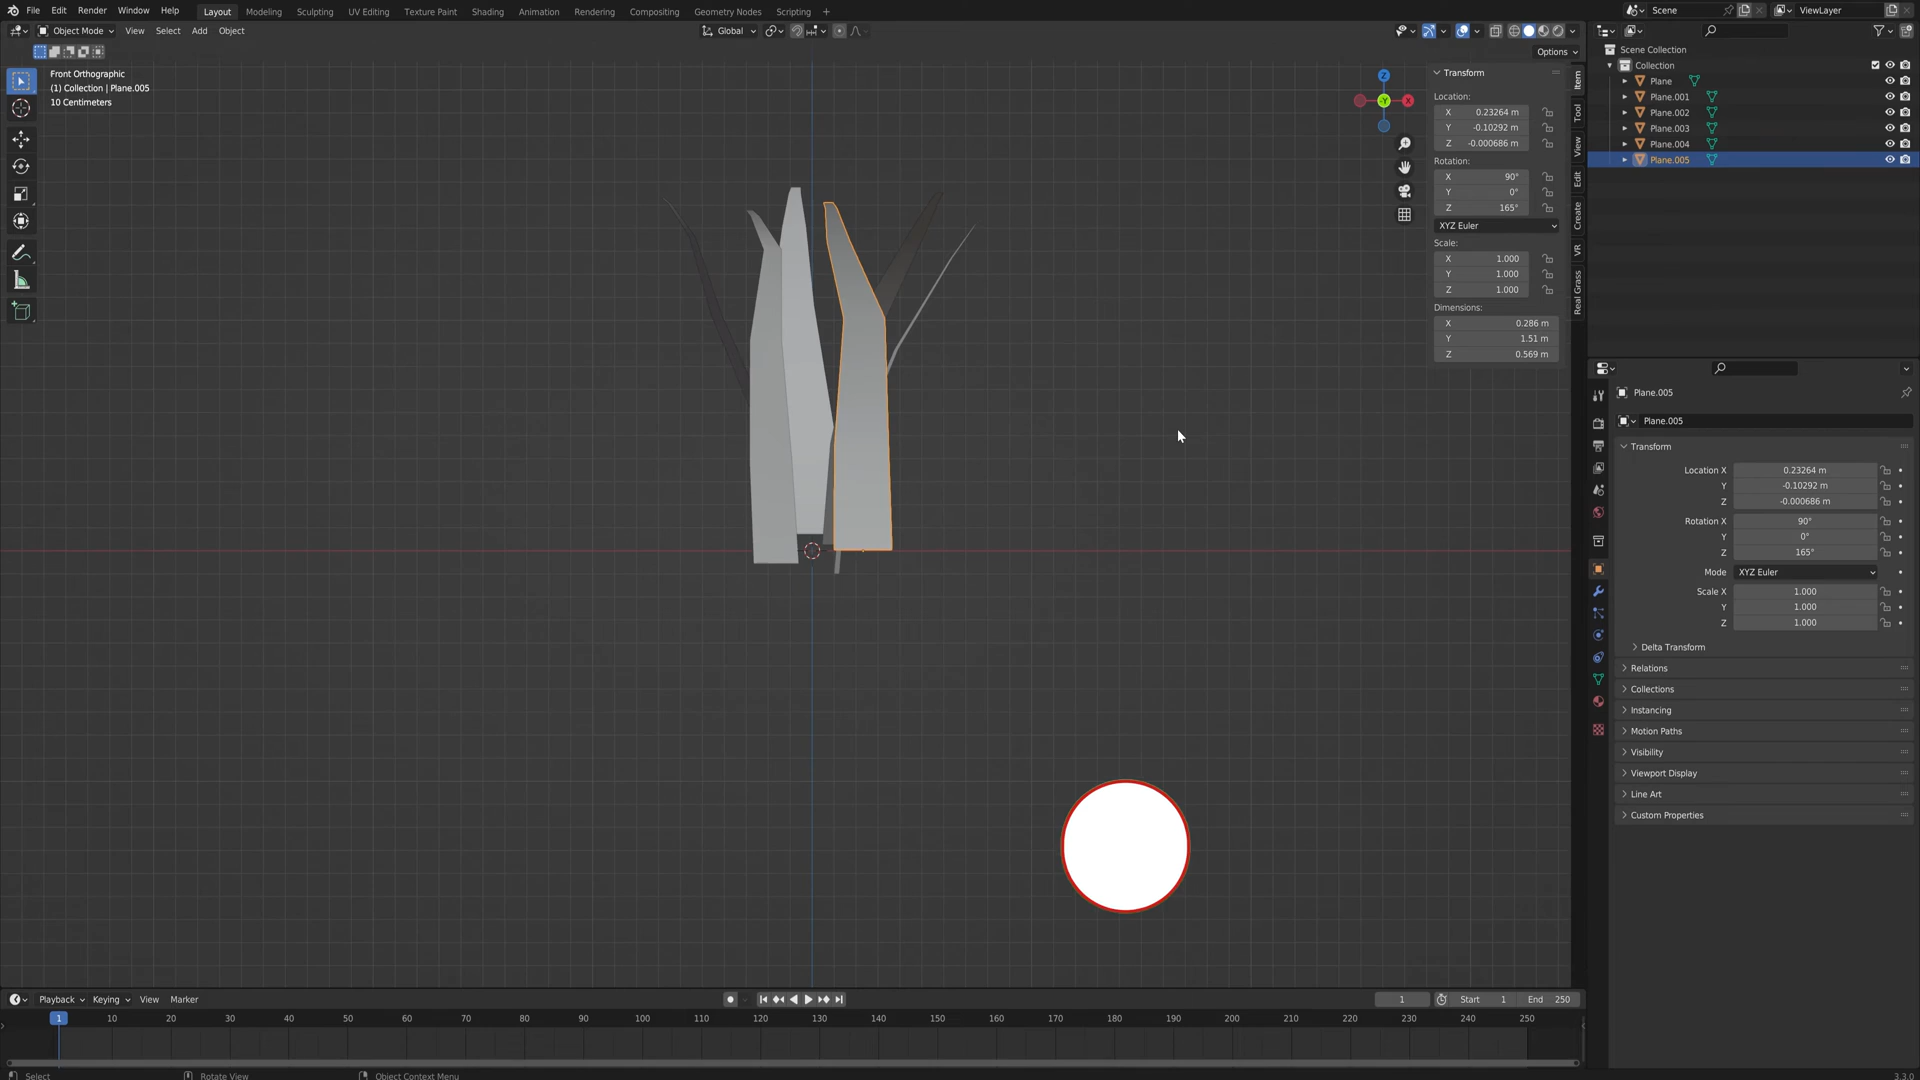 File Edit Render Window Help Layout Modeling Sculpting UV Editing Texture Paint Shading Animation Rendering Compositing Geometry Nodes Scripting + Scene ViewLayer
Object Mode View Select Add Object Global
Options
Front Orthographic
(1) Collection | Plane.005
10 Centimeters
Z
-Y
X
Transform
Location:
X 0.23264 m
Y -0.10292 m
Z -0.000686 m
Rotation:
X 90°
Y 0°
Z 165°
XYZ Euler
Scale:
X 1.000
Y 1.000
Z 1.000
Dimensions:
X 0.286 m
Y 1.51 m
Z 0.569 m
Item
Tool
View
Edit
Create
VR
Real Grass
Scene Collection
Collection
Plane
Plane.001
Plane.002
Plane.003
Plane.004
Plane.005
Plane.005
Plane.005
Transform
Location X 0.23264 m
Y -0.10292 m
Z -0.000686 m
Rotation X 90°
Y 0°
Z 165°
Mode XYZ Euler
Scale X 1.000
Y 1.000
Z 1.000
Delta Transform
Relations
Collections
Instancing
Motion Paths
Visibility
Viewport Display
Line Art
Custom Properties
Playback Keying View Marker 1 Start 1 End 250
1 10 20 30 40 50 60 70 80 90 100 110 120 130 140 150 160 170 180 190 200 210 220 230 240 250
Select Rotate View Object Context Menu 3.3.0